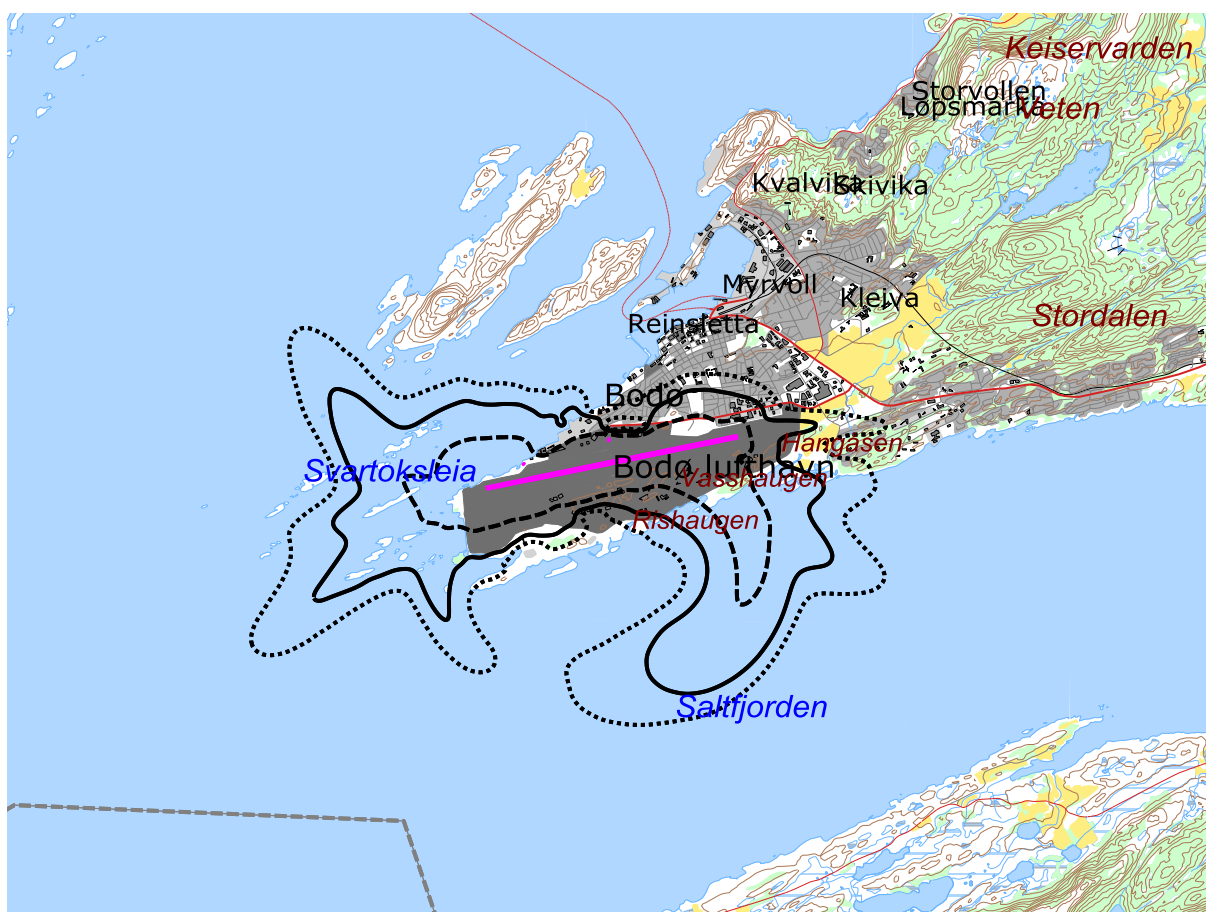 Keiservarden
Storvollen
Løpsmarka
Veten
Kvalvika
Skivika
Myrvoll
Kleiva
Stordalen
Reinsletta
Bodø
Hangåsen
Svartoksleia
Bodø lufthavn
Vasshaugen
Rishaugen
Saltfjorden